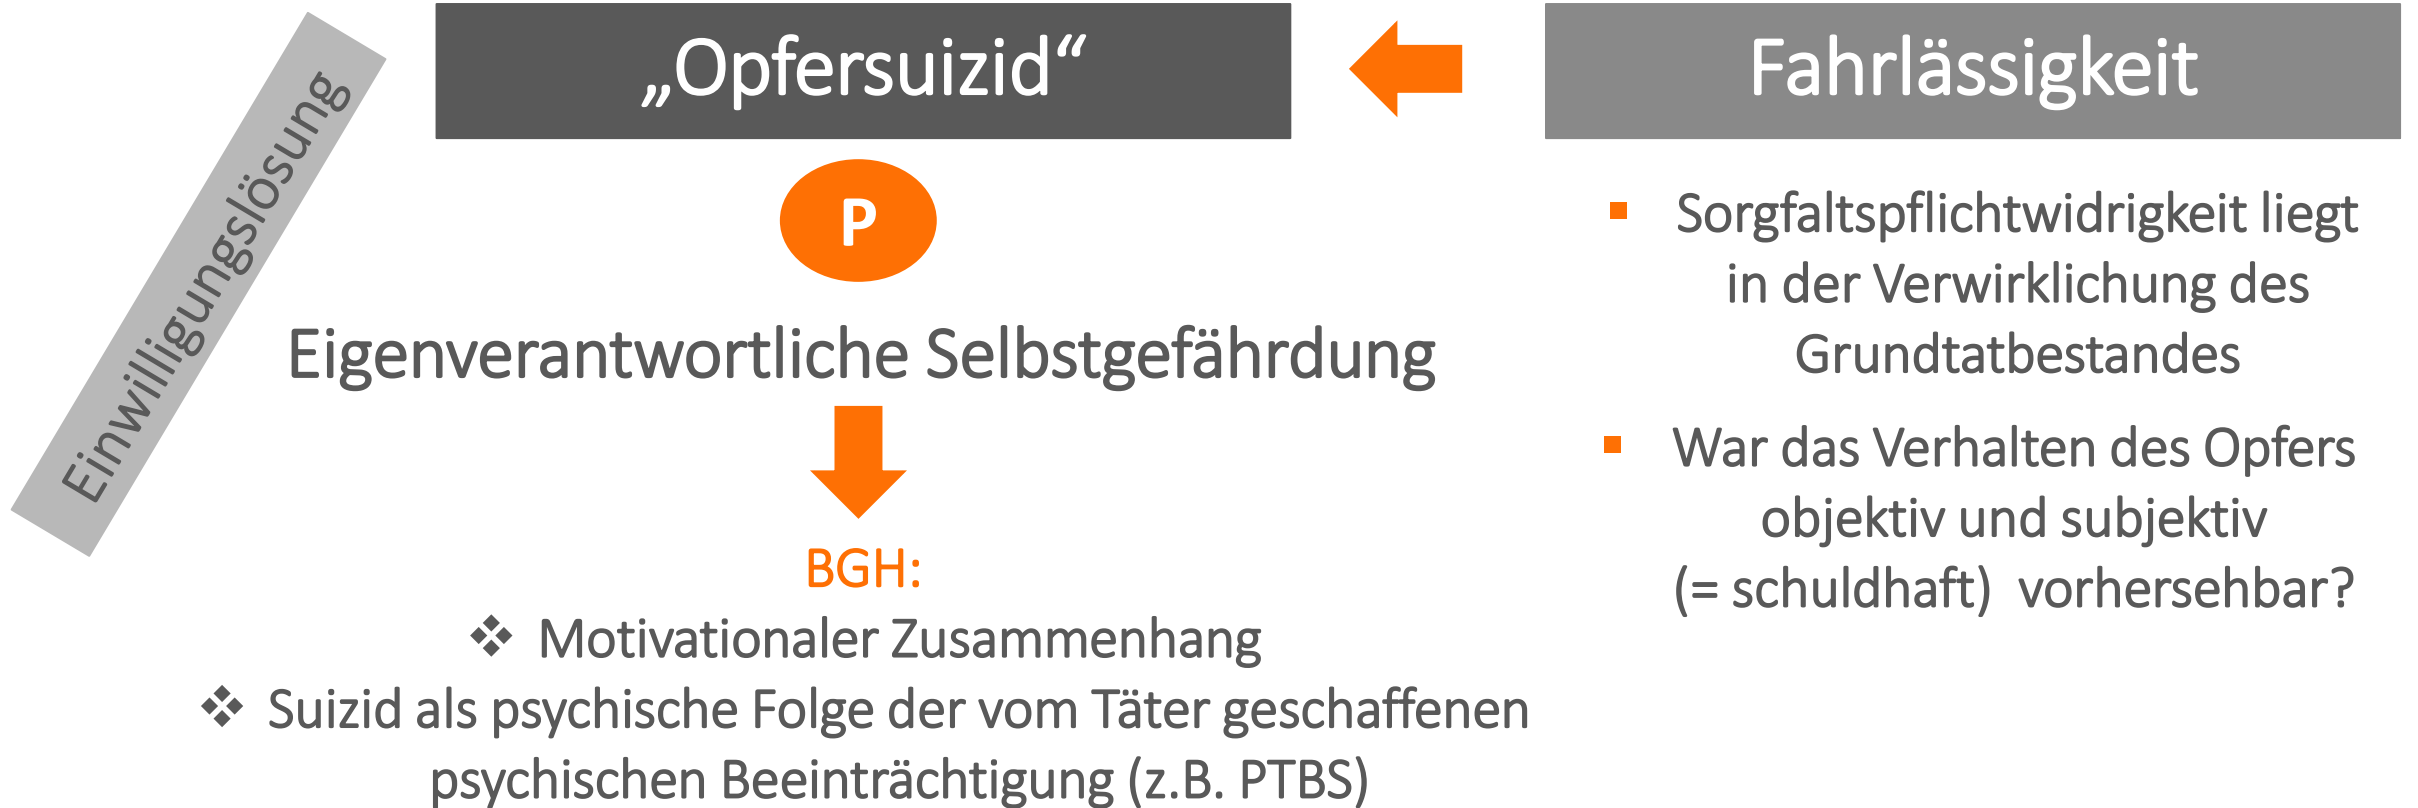 Einwilligungslösung
„Opfersuizid“
P
Eigenverantwortliche Selbstgefährdung
BGH:
❖ Motivationaler Zusammenhang
❖ Suizid als psychische Folge der vom Täter geschaffenen
psychischen Beeinträchtigung (z.B. PTBS)
Fahrlässigkeit
▪ Sorgfaltspflichtwidrigkeit liegt
in der Verwirklichung des
Grundtatbestandes
▪ War das Verhalten des Opfers
objektiv und subjektiv
(= schuldhaft) vorhersehbar?